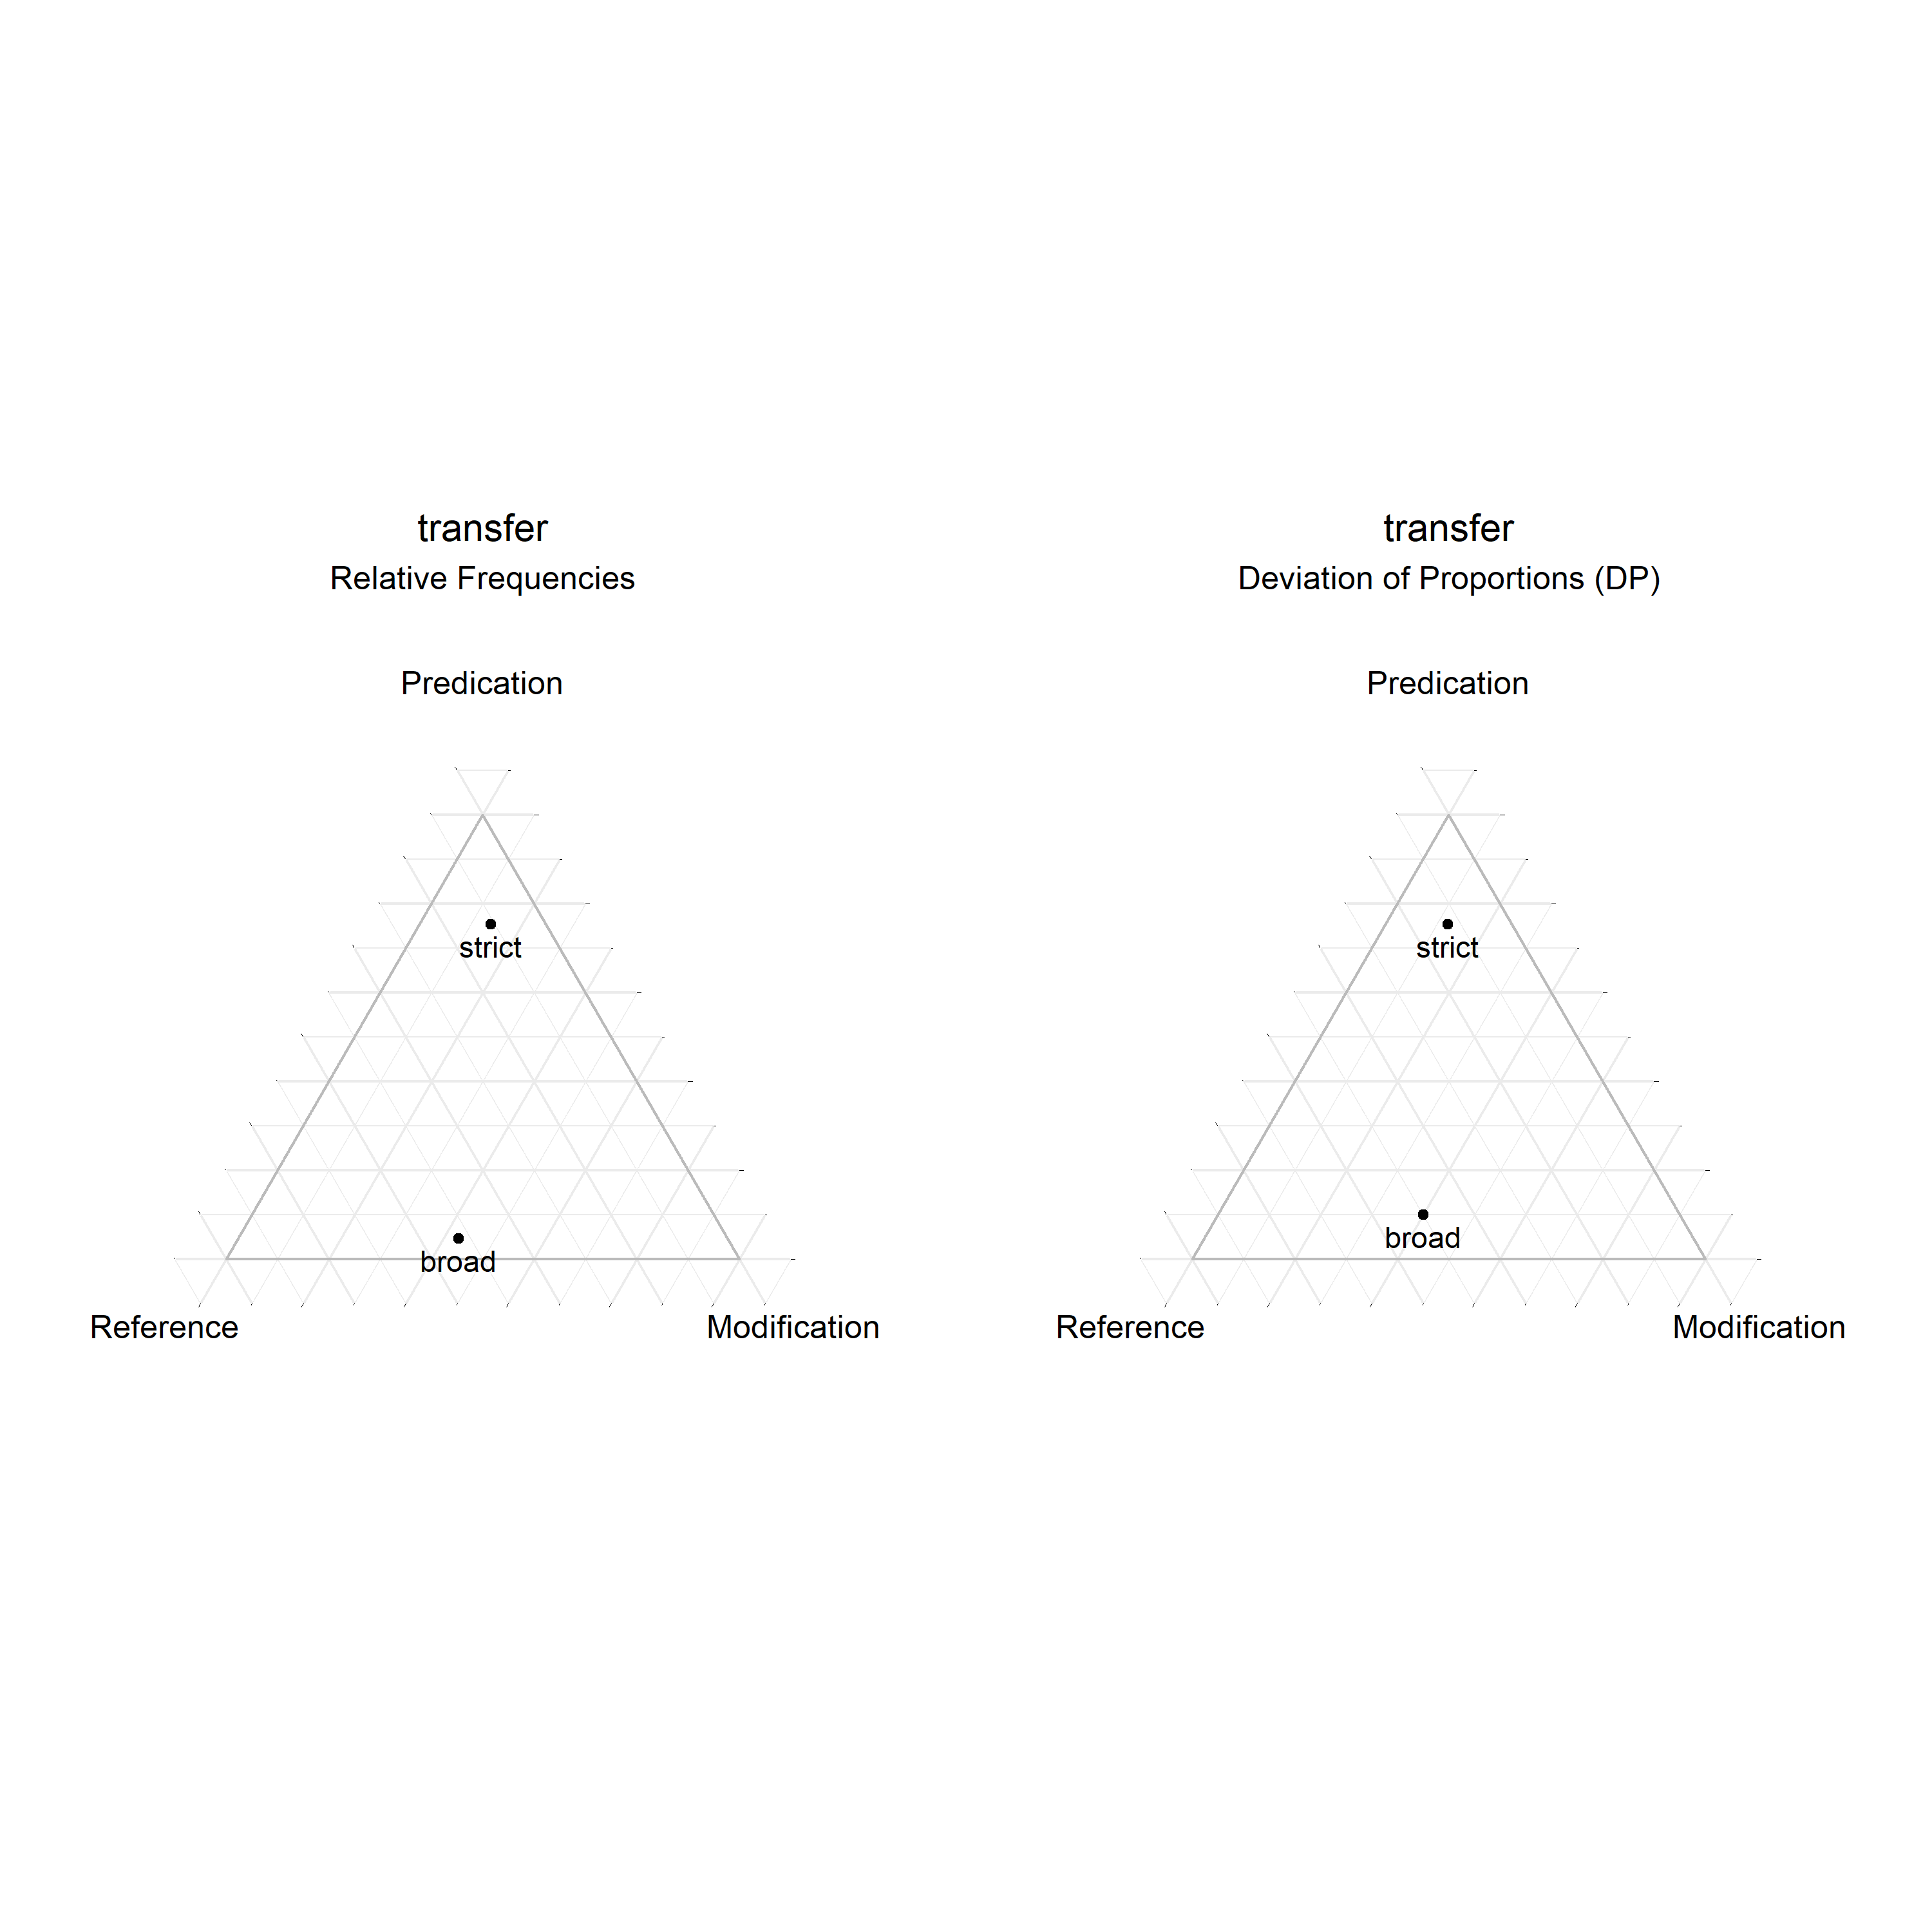 transfer
Relative Frequencies
Predication
strict
broad
Reference
Modification
transfer
Deviation of Proportions (DP)
Predication
strict
broad
Reference
Modification